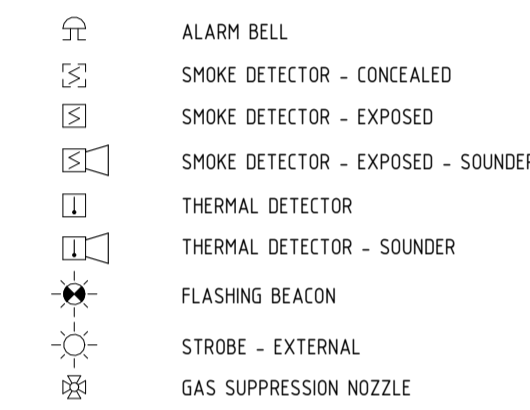 ALARM BELL
SMOKE DETECTOR - CONCEALED
SMOKE DETECTOR - EXPOSED
SMOKE DETECTOR - EXPOSED - SOUNDER
THERMAL DETECTOR
THERMAL DETECTOR - SOUNDER
FLASHING BEACON
STROBE - EXTERNAL
GAS SUPPRESSION NOZZLE